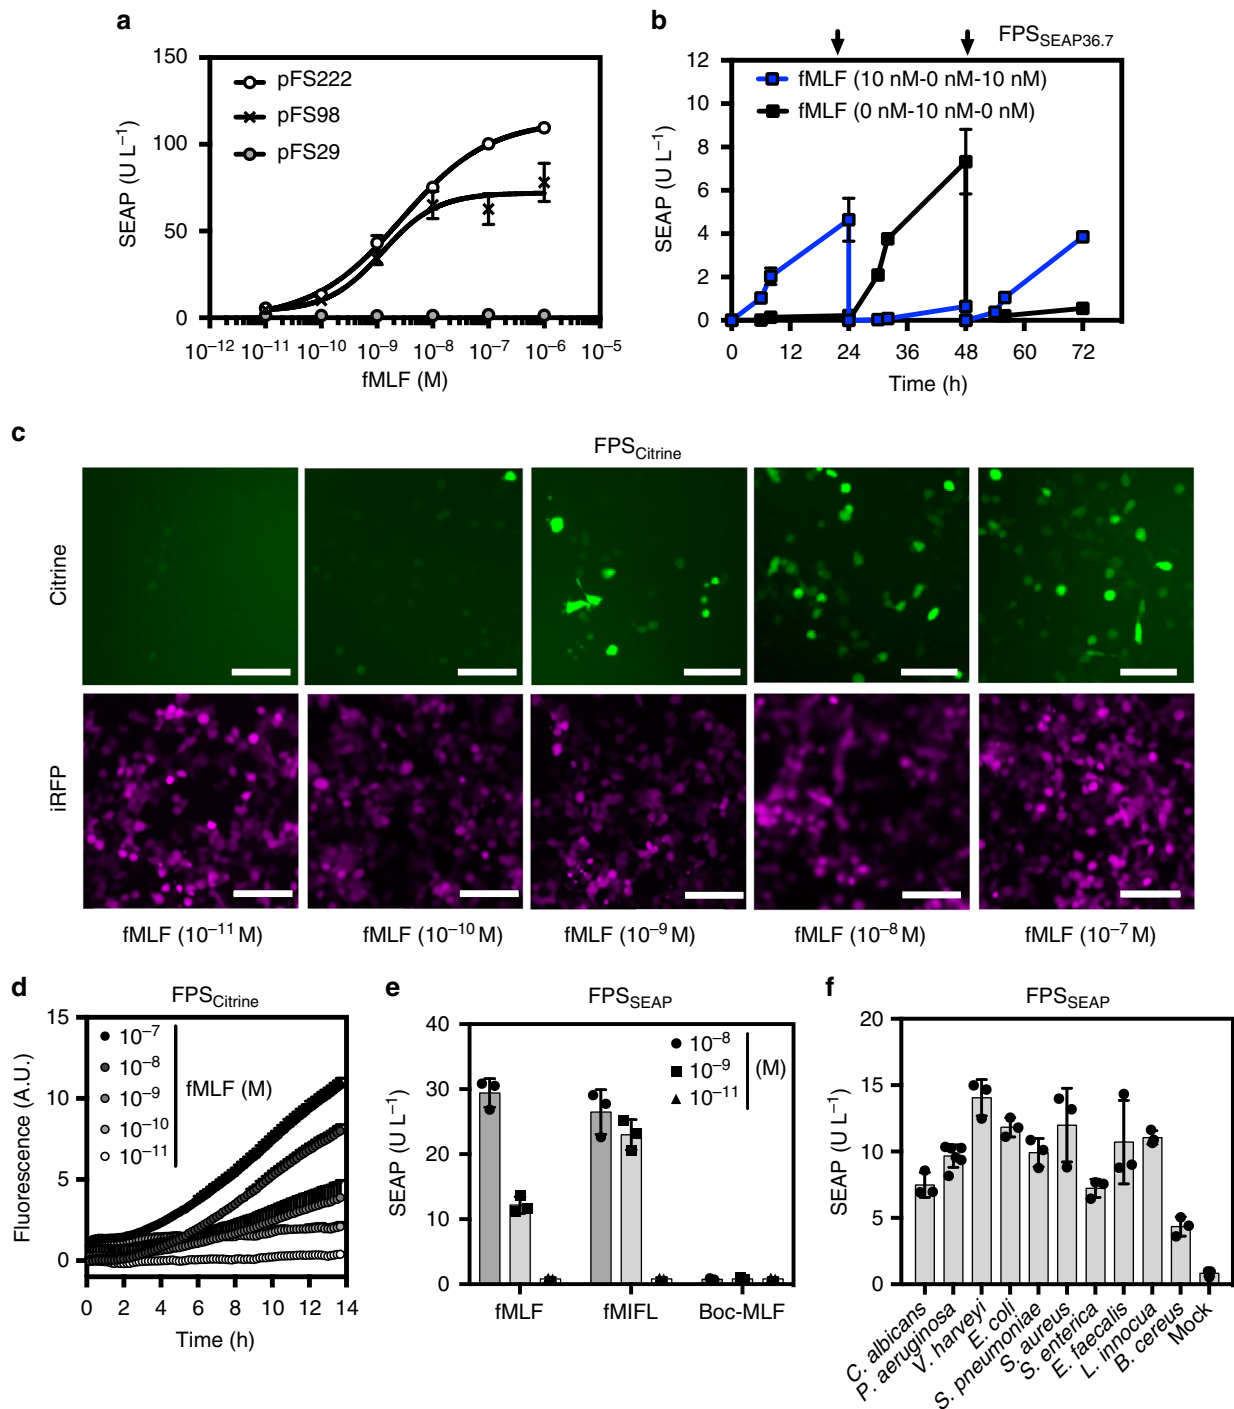 a
150
100
50
0
SEAP (U L⁻¹)
pFS222
pFS98
pFS29
10⁻¹² 10⁻¹¹ 10⁻¹⁰ 10⁻⁹ 10⁻⁸ 10⁻⁷ 10⁻⁶ 10⁻⁵
fMLF (M)
b
FPS_SEAP36.7
12
10
8
6
4
2
0
SEAP (U L⁻¹)
fMLF (10 nM-0 nM-10 nM)
fMLF (0 nM-10 nM-0 nM)
0 12 24 36 48 60 72
Time (h)
c
FPS_Citrine
Citrine
iRFP
fMLF (10⁻¹¹ M) fMLF (10⁻¹⁰ M) fMLF (10⁻⁹ M) fMLF (10⁻⁸ M) fMLF (10⁻⁷ M)
d
FPS_Citrine
15
10
5
0
Fluorescence (A.U.)
10⁻⁷
10⁻⁸
10⁻⁹
10⁻¹⁰
10⁻¹¹
fMLF (M)
0 2 4 6 8 10 12 14
Time (h)
e
FPS_SEAP
40
30
20
10
0
SEAP (U L⁻¹)
10⁻⁸
10⁻⁹
10⁻¹¹
(M)
fMLF fMIFL Boc-MLF
f
FPS_SEAP
20
15
10
5
0
SEAP (U L⁻¹)
C. albicans
P. aeruginosa
V. harveyi
E. coli
S. pneumoniae
S. aureus
S. enterica
E. faecalis
L. innocua
B. cereus
Mock